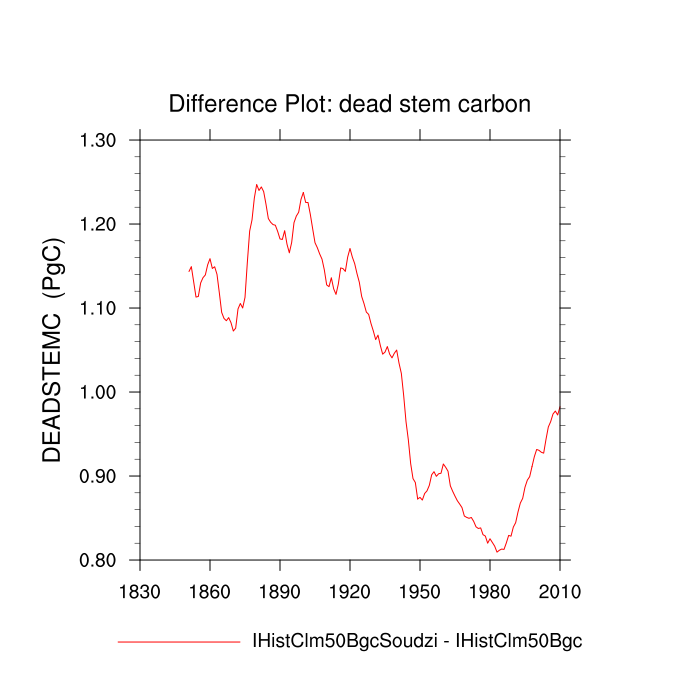 Difference Plot: dead stem carbon
DEADSTEMC (PgC)
1.30
1.20
1.10
1.00
0.90
0.80
1830 1860 1890 1920 1950 1980 2010
IHistClm50BgcSoudzi - IHistClm50Bgc